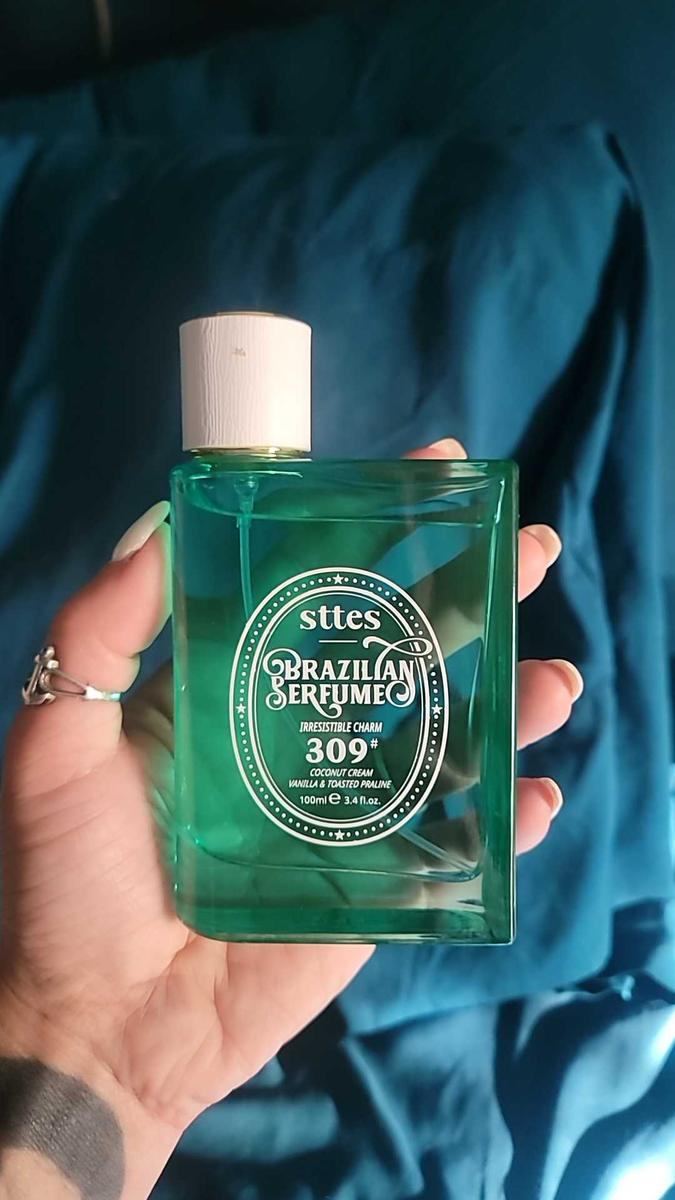 sttes
BRAZILIAN
PERFUME
IRRESISTIBLE CHARM
309#
COCONUT CREAM
VANILLA & TOASTED PRALINE
100ml e 3.4 fl.oz.